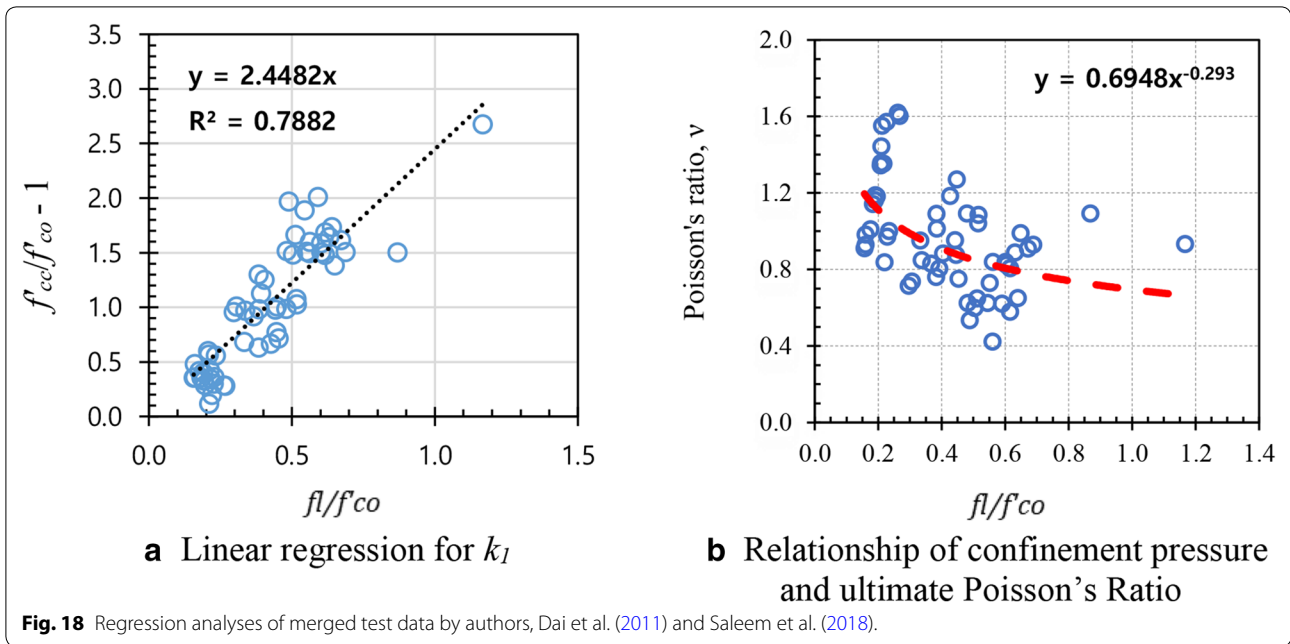 3.5
3.0
2.5
2.0
1.5
1.0
0.5
0.0
f'cc/f'co - 1
y = 2.4482x
R² = 0.7882
0.0 0.5 1.0 1.5
fl/f'co
a Linear regression for k1
2.0
1.6
1.2
0.8
0.4
0.0
Poisson's ratio, ν
y = 0.6948x^-0.293
0.0 0.2 0.4 0.6 0.8 1.0 1.2 1.4
fl/f'co
b Relationship of confinement pressure
and ultimate Poisson's Ratio
Fig. 18 Regression analyses of merged test data by authors, Dai et al. (2011) and Saleem et al. (2018).